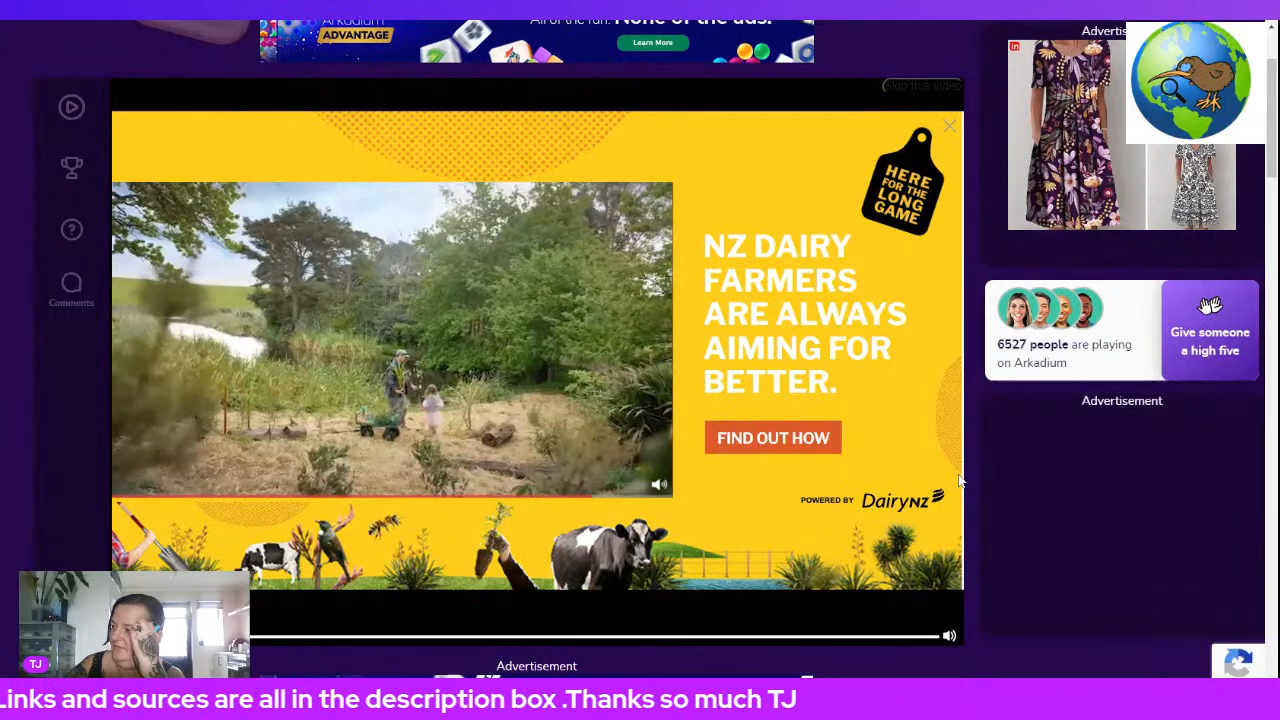 Arkadium
All of the fun. None of the ads.
ADVANTAGE
Learn More
Advertis
Skip this video
HERE
FOR THE
LONG
GAME
NZ DAIRY
FARMERS
ARE ALWAYS
AIMING FOR
BETTER.
FIND OUT HOW
POWERED BY DairyNZ
Comments
6527 people are playing
on Arkadium
Give someone
a high five
Advertisement
TJ
Advertisement
Links and sources are all in the description box .Thanks so much TJ